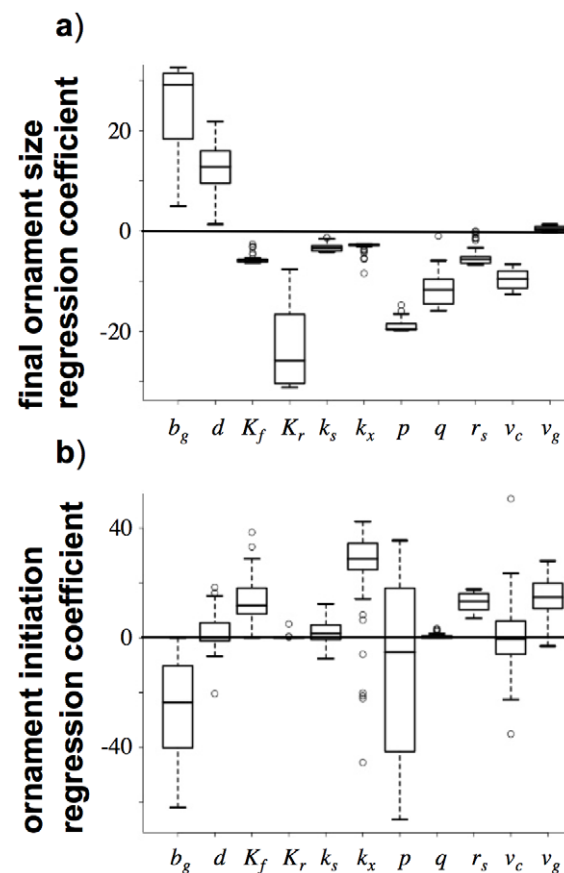 a)
final ornament size
regression coefficient
20
0
-20
b_g d K_f K_r k_s k_x p q r_s v_c v_g
b)
ornament initiation
regression coefficient
40
0
-40
b_g d K_f K_r k_s k_x p q r_s v_c v_g